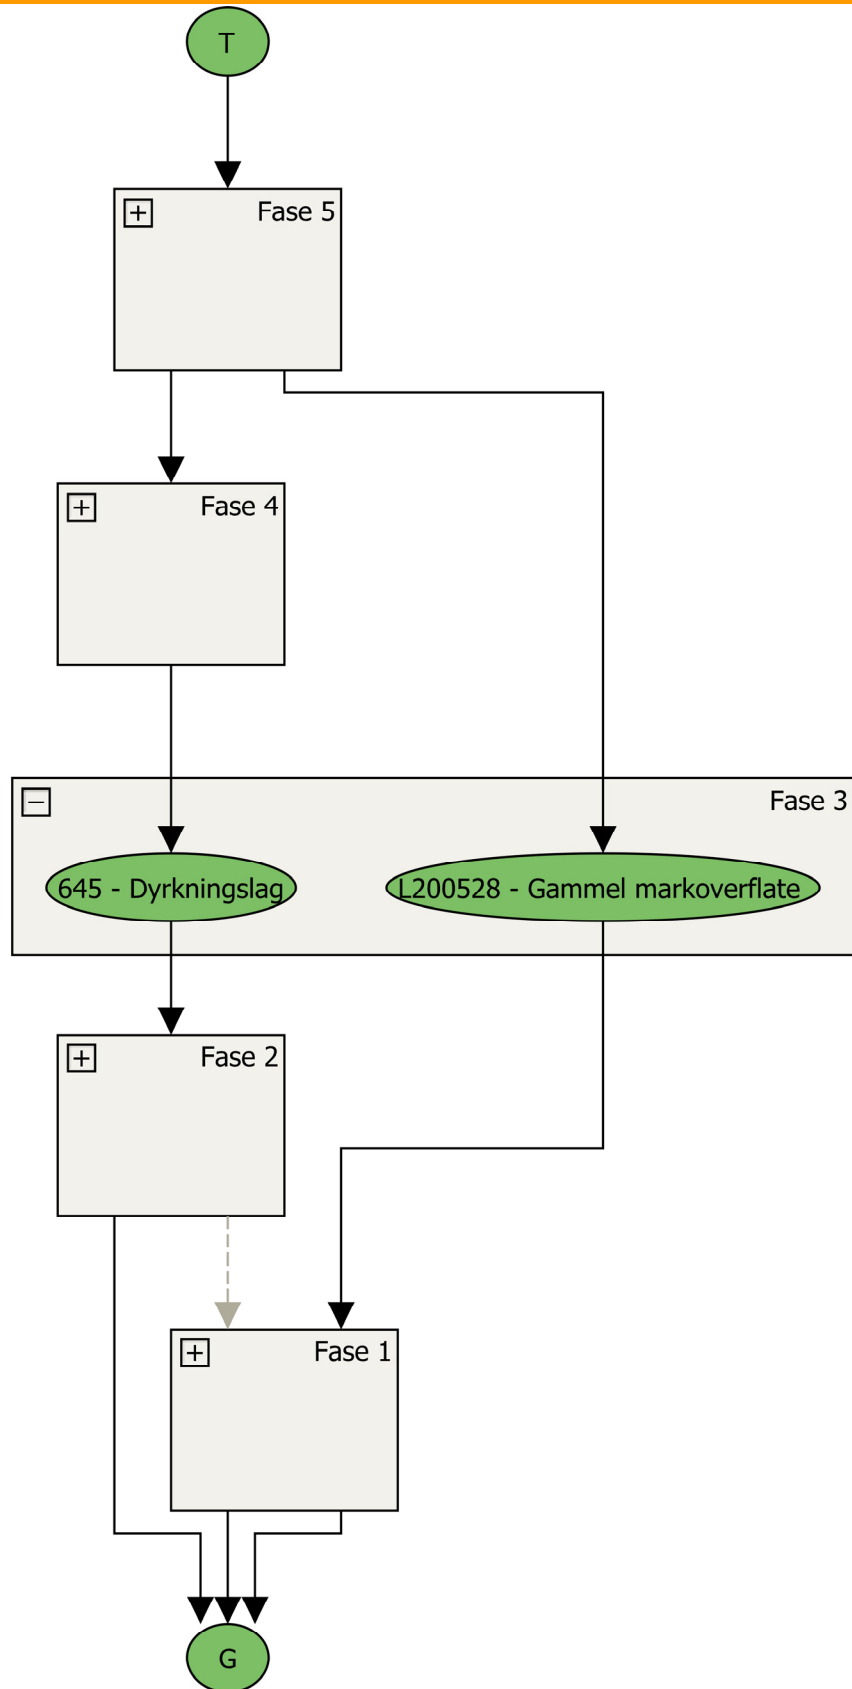 T
Fase 5
Fase 4
Fase 3
645 - Dyrkningslag
L200528 - Gammel markoverflate
Fase 2
Fase 1
G